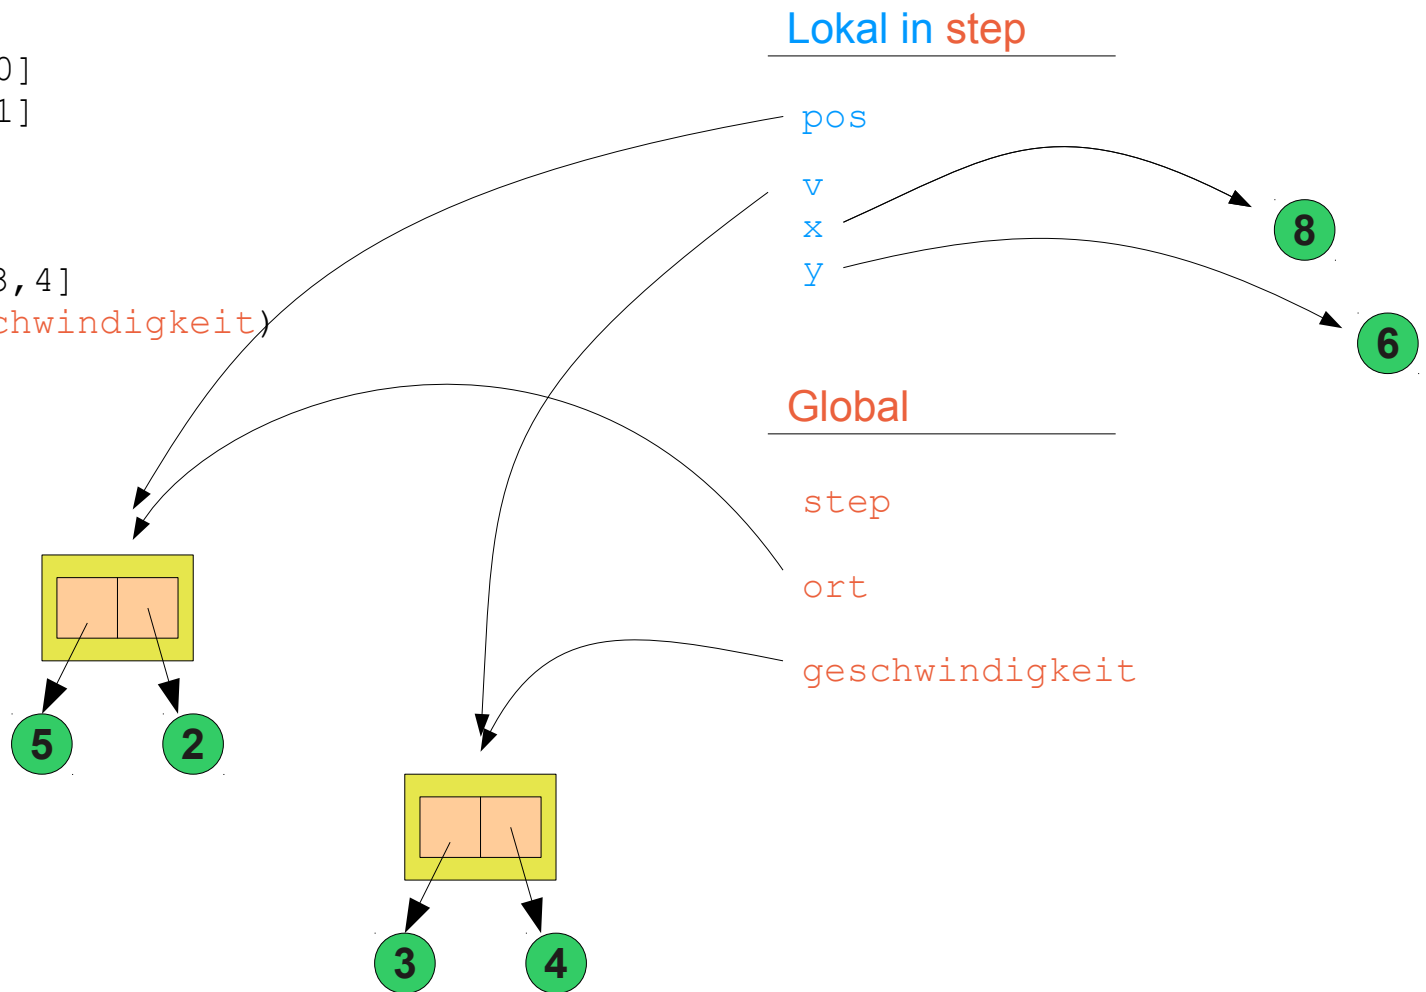 0]
1]
3,4]
chwindigkeit)
Lokal in step
pos
v
x
y
8
6
Global
step
ort
geschwindigkeit
5
2
3
4